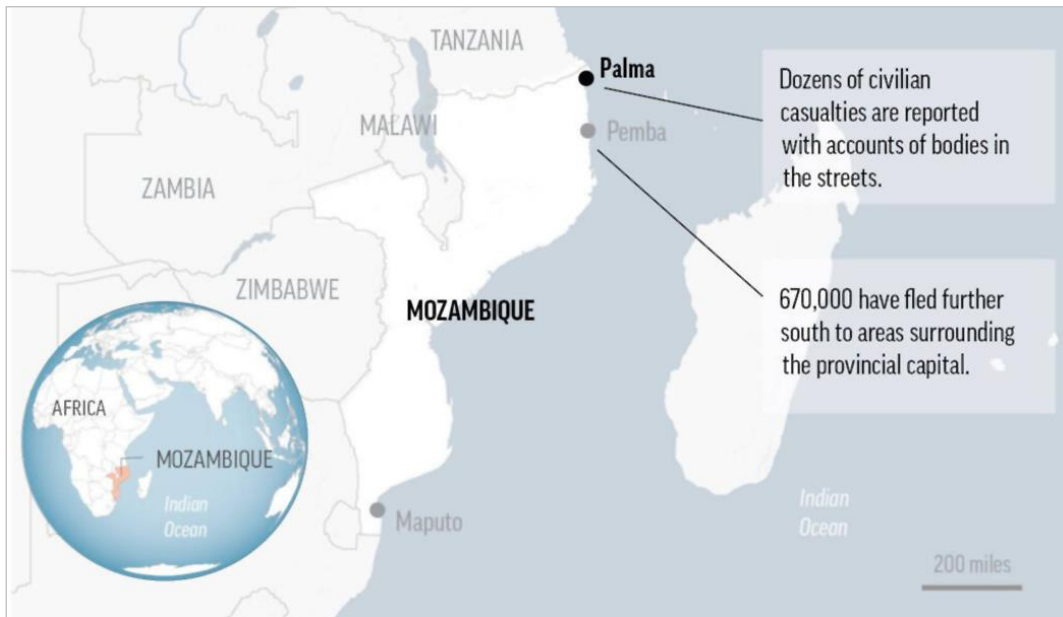 TANZANIA
Palma
Dozens of civilian
casualties are reported
with accounts of bodies in
the streets.
MALAWI
Pemba
ZAMBIA
ZIMBABWE
MOZAMBIQUE
670,000 have fled further
south to areas surrounding
the provincial capital.
AFRICA
MOZAMBIQUE
Indian
Ocean
Maputo
Indian
Ocean
200 miles